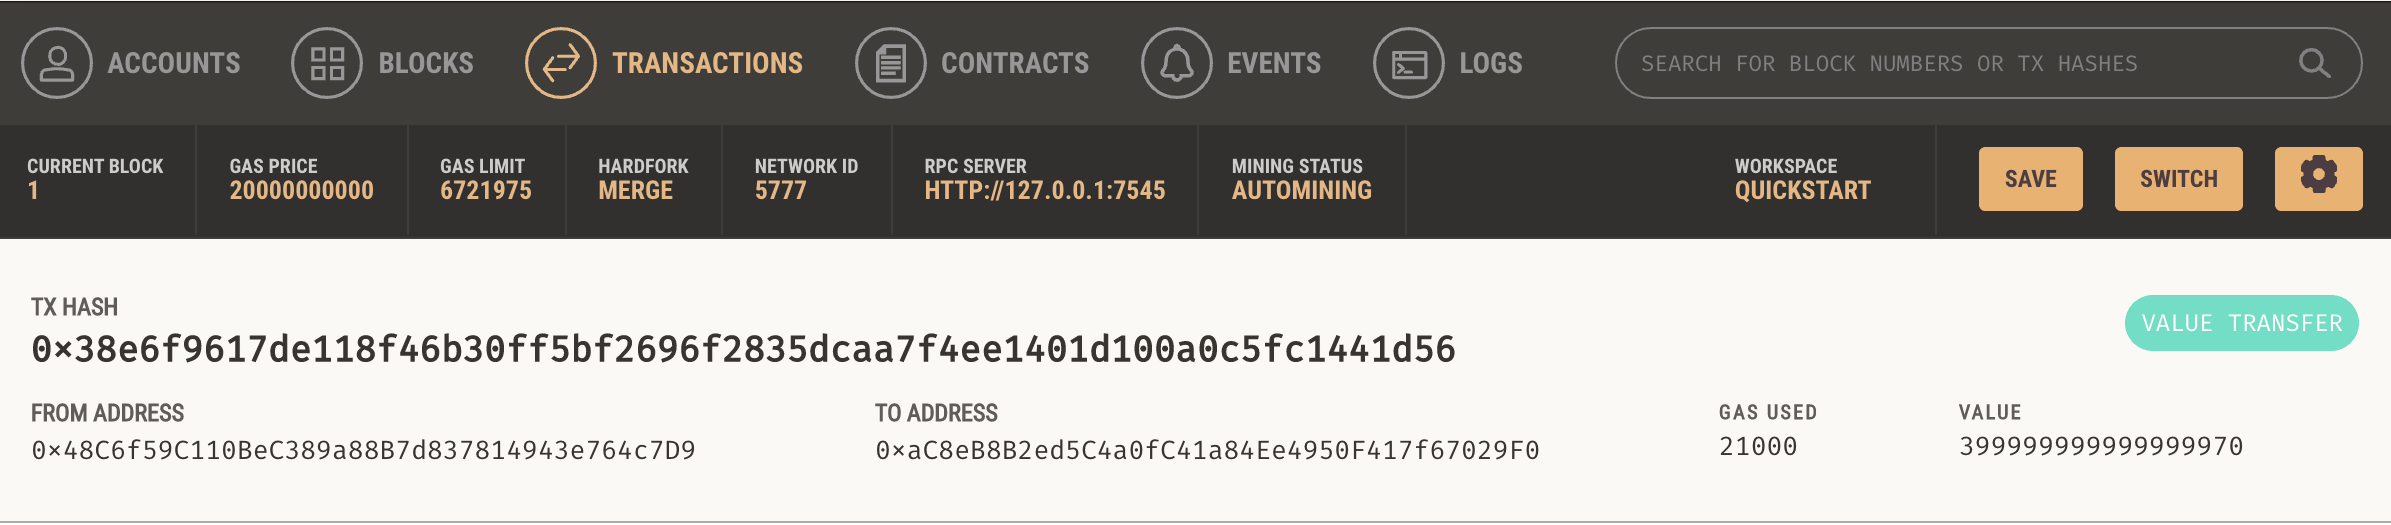 ACCOUNTS BLOCKS TRANSACTIONS CONTRACTS EVENTS LOGS SEARCH FOR BLOCK NUMBERS OR TX HASHES
CURRENT BLOCK GAS PRICE GAS LIMIT HARDFORK NETWORK ID RPC SERVER MINING STATUS WORKSPACE
1 20000000000 6721975 MERGE 5777 HTTP://127.0.0.1:7545 AUTOMINING QUICKSTART SAVE SWITCH
TX HASH
0x38e6f9617de118f46b30ff5bf2696f2835dcaa7f4ee1401d100a0c5fc1441d56 VALUE TRANSFER
FROM ADDRESS TO ADDRESS GAS USED VALUE
0x48C6f59C110BeC389a88B7d837814943e764c7D9 0xaC8eB8B2ed5C4a0fC41a84Ee4950F417f67029F0 21000 399999999999999970